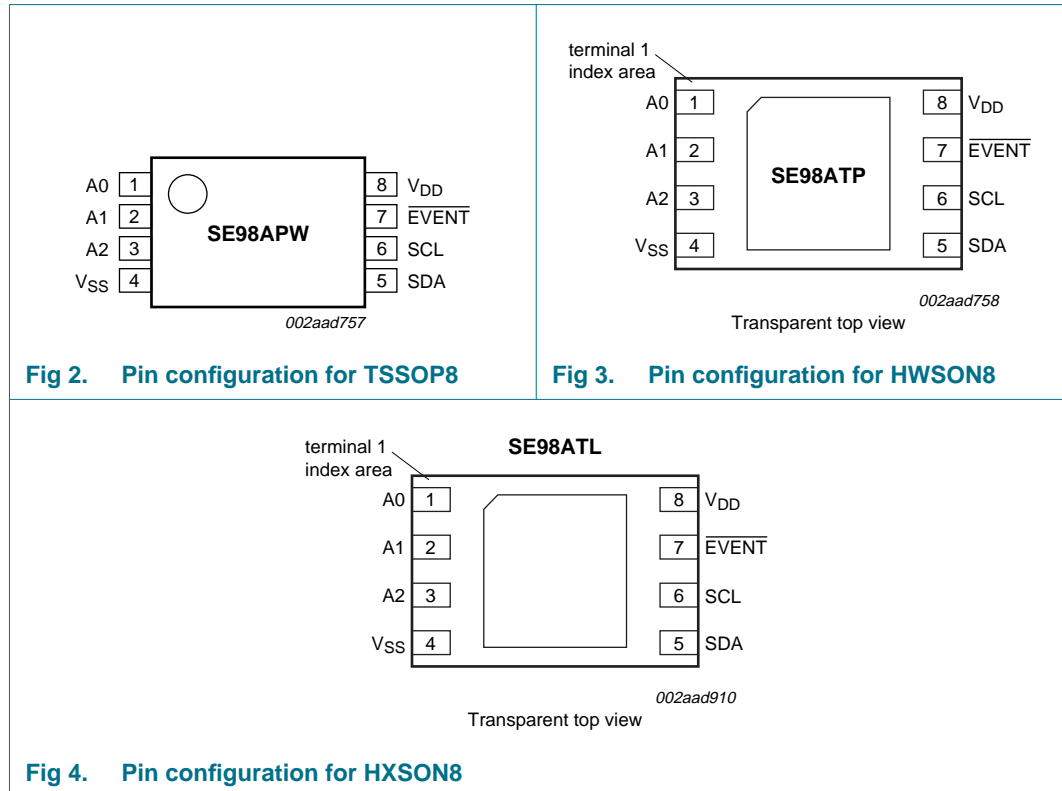 A0 1
A1 2
A2 3
VSS 4
SE98APW
8 VDD
7 EVENT
6 SCL
5 SDA
002aad757
Fig 2. Pin configuration for TSSOP8
terminal 1
index area
A0 1
A1 2
A2 3
VSS 4
SE98ATP
8 VDD
7 EVENT
6 SCL
5 SDA
002aad758
Transparent top view
Fig 3. Pin configuration for HWSON8
terminal 1
index area
SE98ATL
A0 1
A1 2
A2 3
VSS 4
8 VDD
7 EVENT
6 SCL
5 SDA
002aad910
Transparent top view
Fig 4. Pin configuration for HXSON8